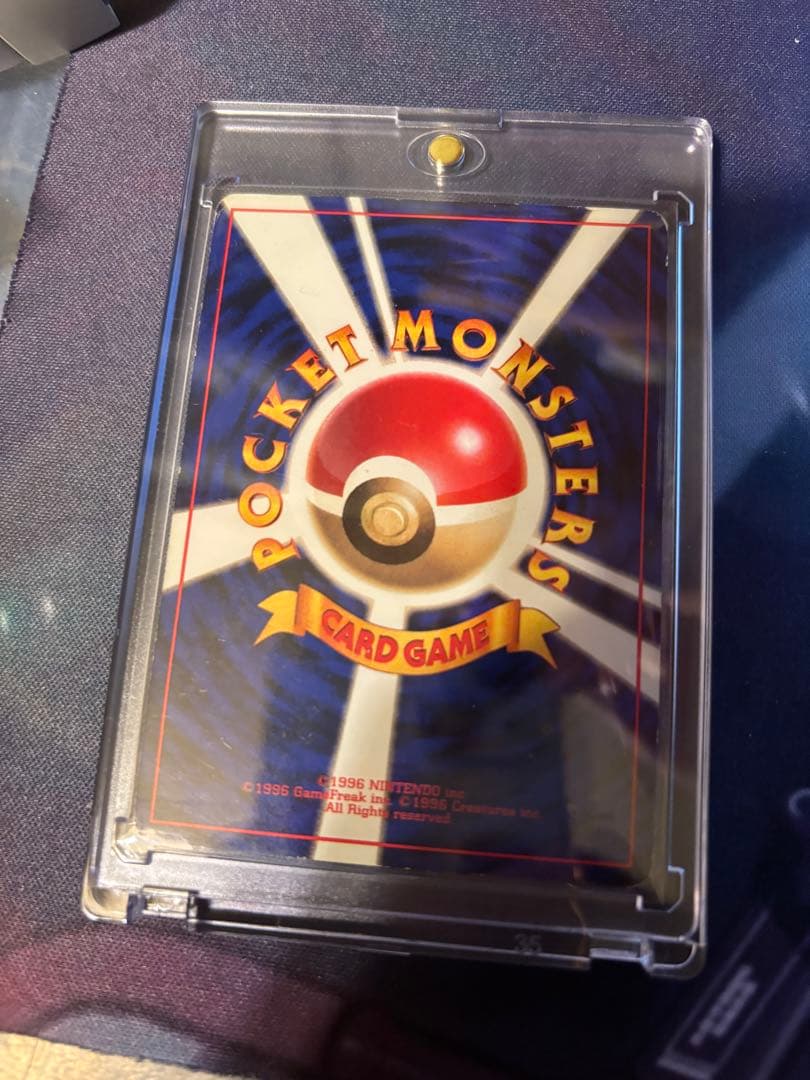 POCKET MONSTERS
CARD GAME
©1996 NINTENDO inc.
©1996 GameFreak inc. ©1996 Creatures inc.
All Rights reserved.
35